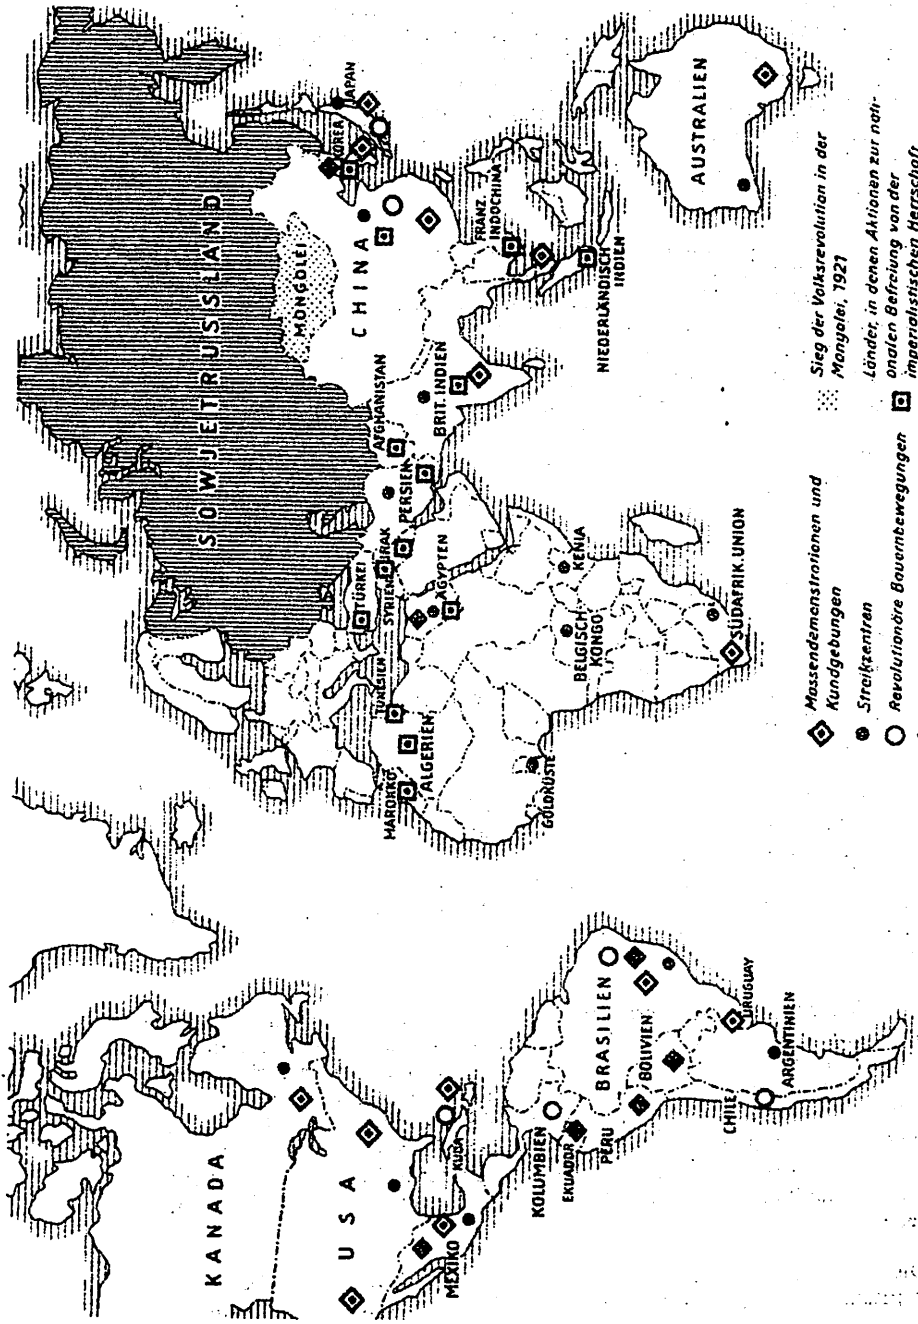 KANADA
USA
MEXIKO
KUBA
KOLUMBIEN
EKUADOR
PERU
BRASILIEN
BOLIVIEN
CHILE
URUGUAY
ARGENTINIEN
SOWJETRUSSLAND
MONGOLEI
CHINA
KOREA
JAPAN
TÜRKEI
SYRIEN
IRAK
PERSIEN
AFGHANISTAN
BRIT. INDIEN
FRANZ.
INDOCHINA
NIEDERLÄNDISCH
INDIEN
AUSTRALIEN
MAROKKO
ALGERIEN
TUNESIEN
ÄGYPTEN
GOLDKÜSTE
BELGISCH
KONGO
KENIA
SÜDAFRIK. UNION
Massendemonstrationen und
Kundgebungen
Streikzentren
Revolutionäre Bauernbewegungen
Sieg der Volksrevolution in der
Mongolei, 1921
Länder, in denen Aktionen zur nati-
onalen Befreiung von der
imperialistischen Herrschaft